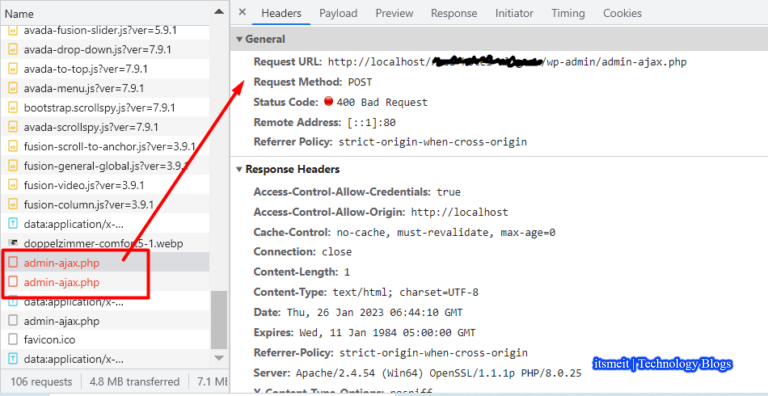 Name
avada-fusion-slider.js?ver=5.9.1
avada-drop-down.js?ver=7.9.1
avada-to-top.js?ver=7.9.1
avada-menu.js?ver=7.9.1
bootstrap.scrollspy.js?ver=7.9.1
avada-scrollspy.js?ver=7.9.1
fusion-scroll-to-anchor.js?ver=3.9.1
fusion-general-global.js?ver=3.9.1
fusion-video.js?ver=3.9.1
fusion-column.js?ver=3.9.1
data:application/x-...
doppelzimmer-comfort5-1.webp
admin-ajax.php
admin-ajax.php
data:application/x-...
admin-ajax.php
favicon.ico
data:application/x-...
106 requests 4.8 MB transferred 7.1 M
Headers Payload Preview Response Initiator Timing Cookies
General
Request URL: http://localhost/ /wp-admin/admin-ajax.php
Request Method: POST
Status Code: 400 Bad Request
Remote Address: [::1]:80
Referrer Policy: strict-origin-when-cross-origin
Response Headers
Access-Control-Allow-Credentials: true
Access-Control-Allow-Origin: http://localhost
Cache-Control: no-cache, must-revalidate, max-age=0
Connection: close
Content-Length: 1
Content-Type: text/html; charset=UTF-8
Date: Thu, 26 Jan 2023 06:44:10 GMT
Expires: Wed, 11 Jan 1984 05:00:00 GMT
Referrer-Policy: strict-origin-when-cross-origin
Server: Apache/2.4.54 (Win64) OpenSSL/1.1.1p PHP/8.0.25
X-Content-Type-Options: nosniff
itsmeit | Technology Blogs